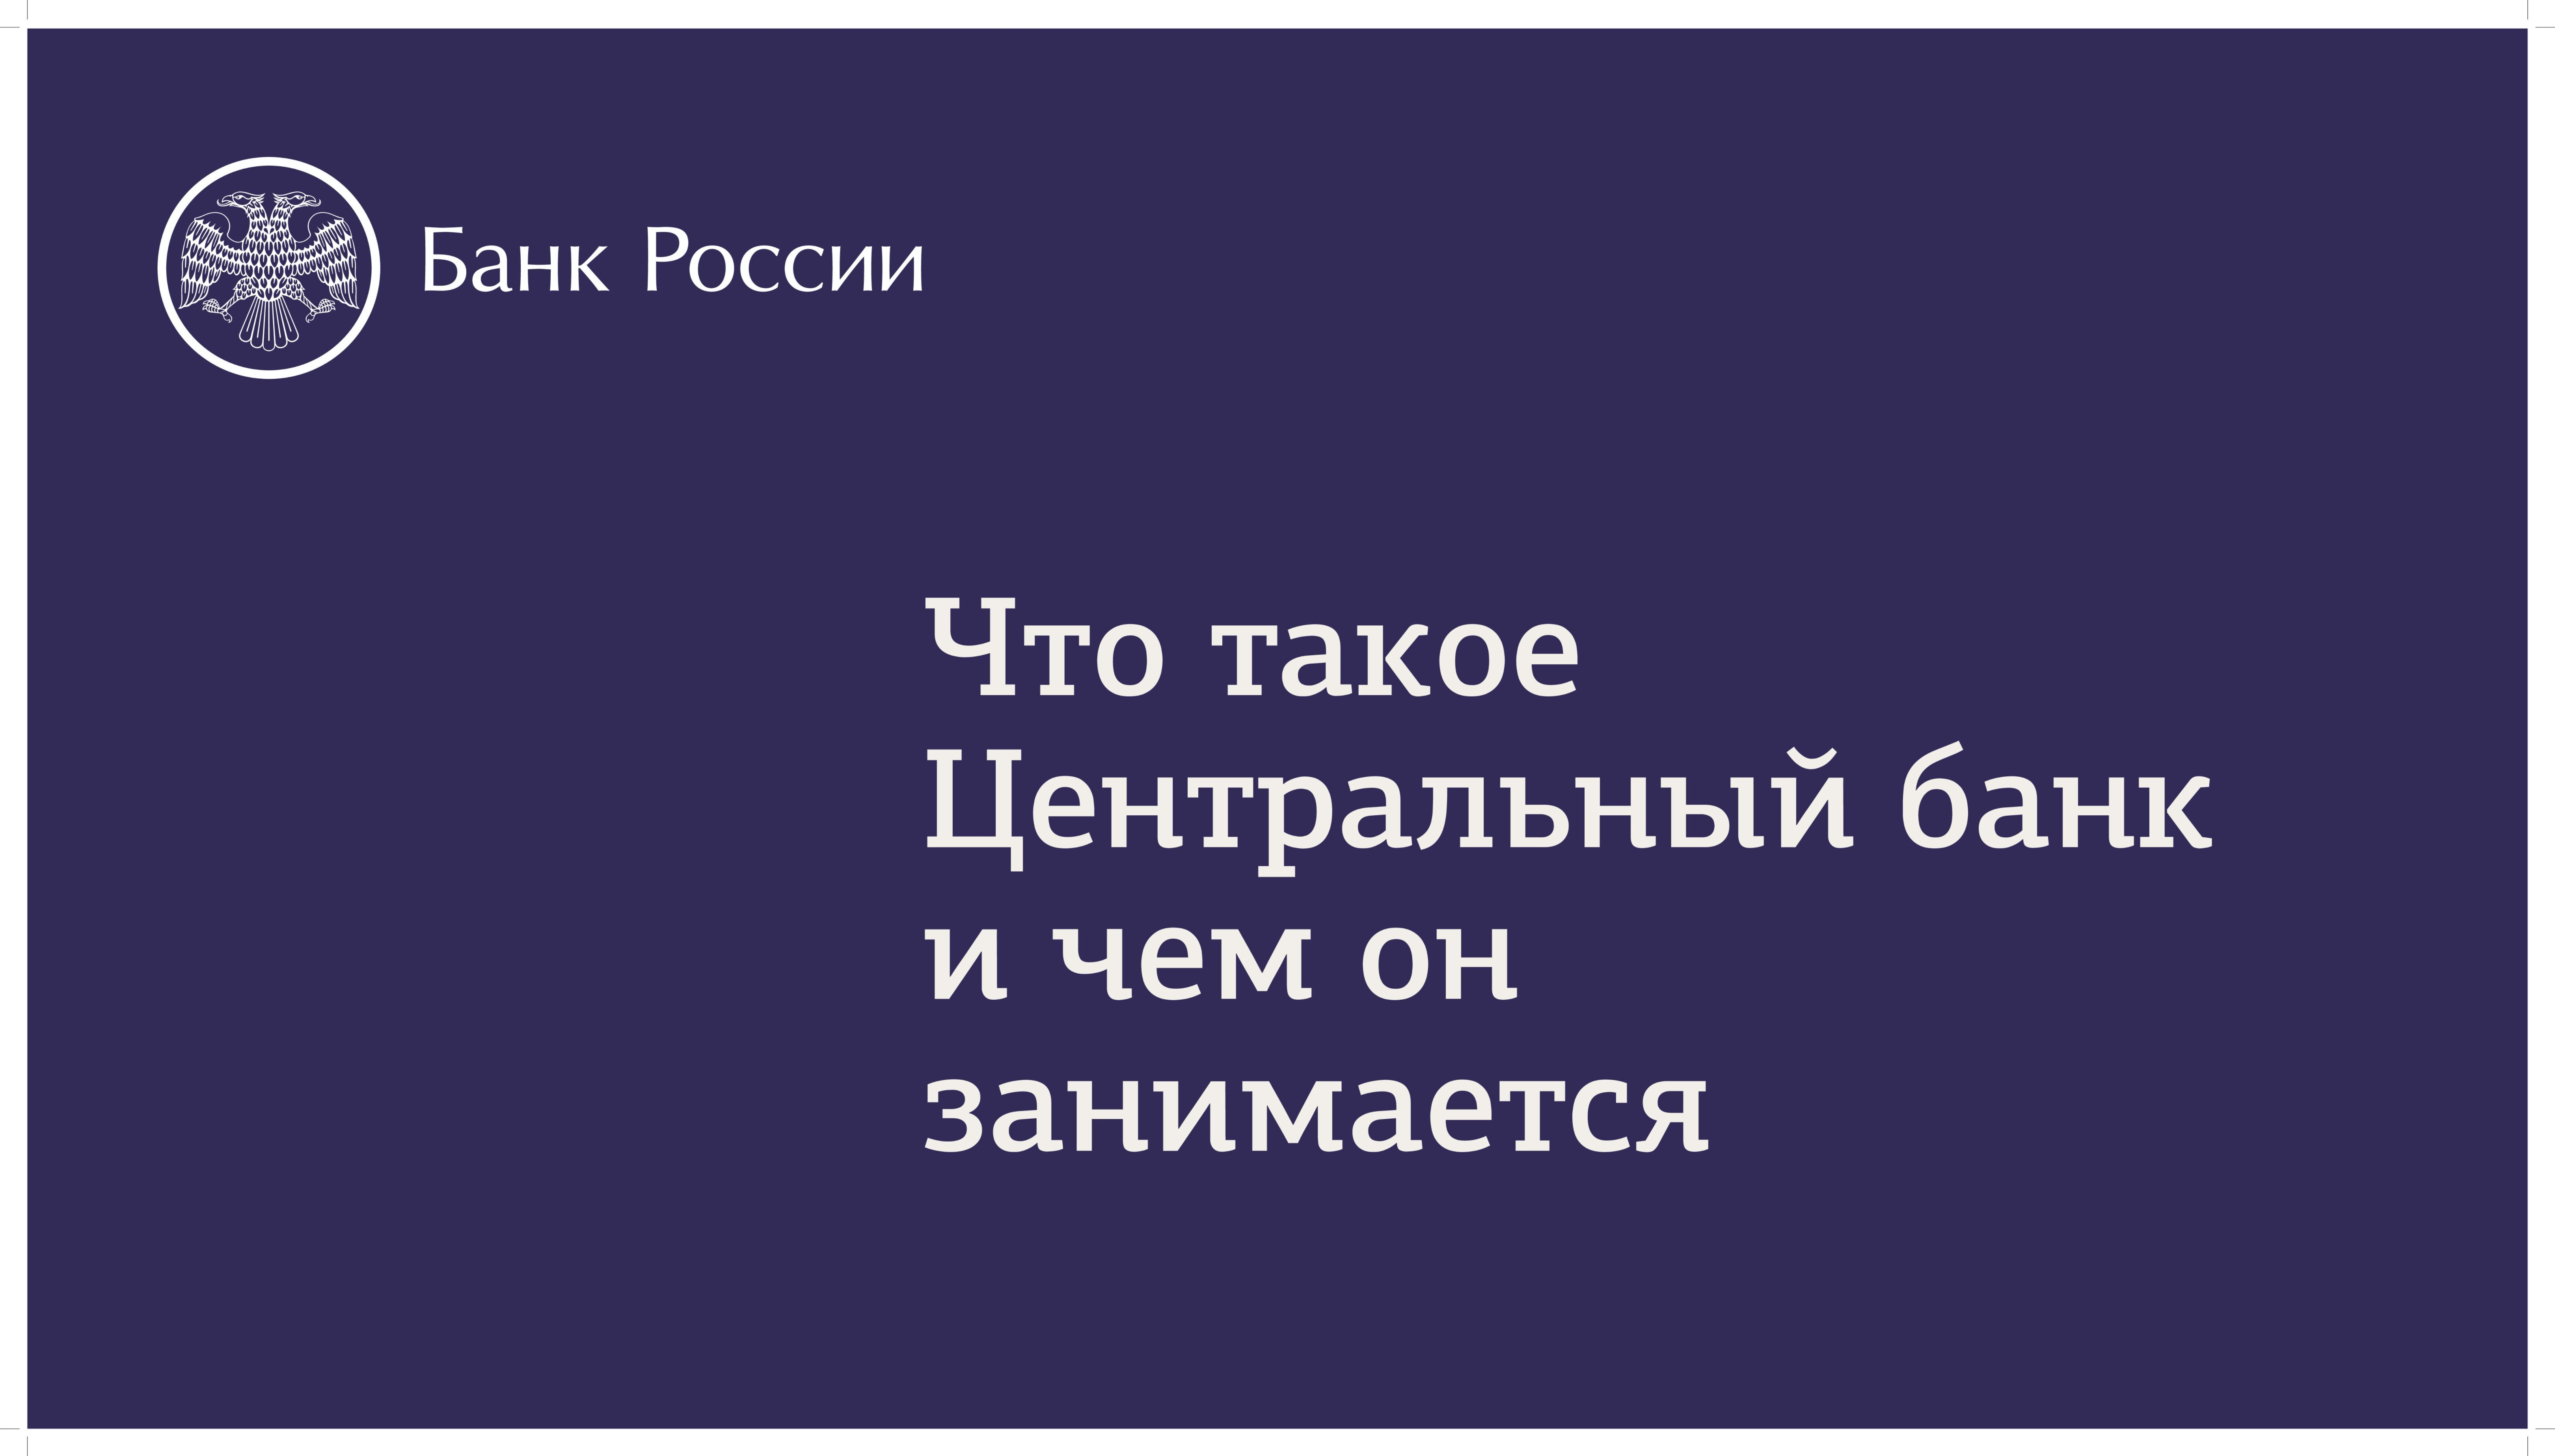 Банк России
Что такое
Центральный банк
и чем он
занимается